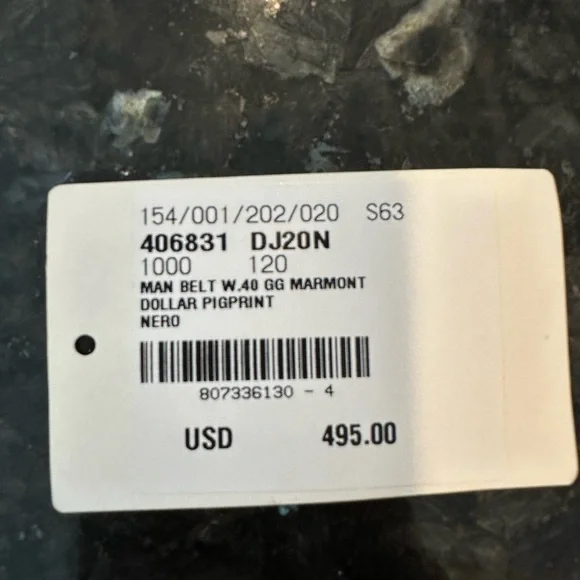 154/001/202/020 S63
406831 DJ20N
1000 120
MAN BELT W.40 GG MARMONT
DOLLAR PIGPRINT
NERO
807336130 - 4
USD 495.00